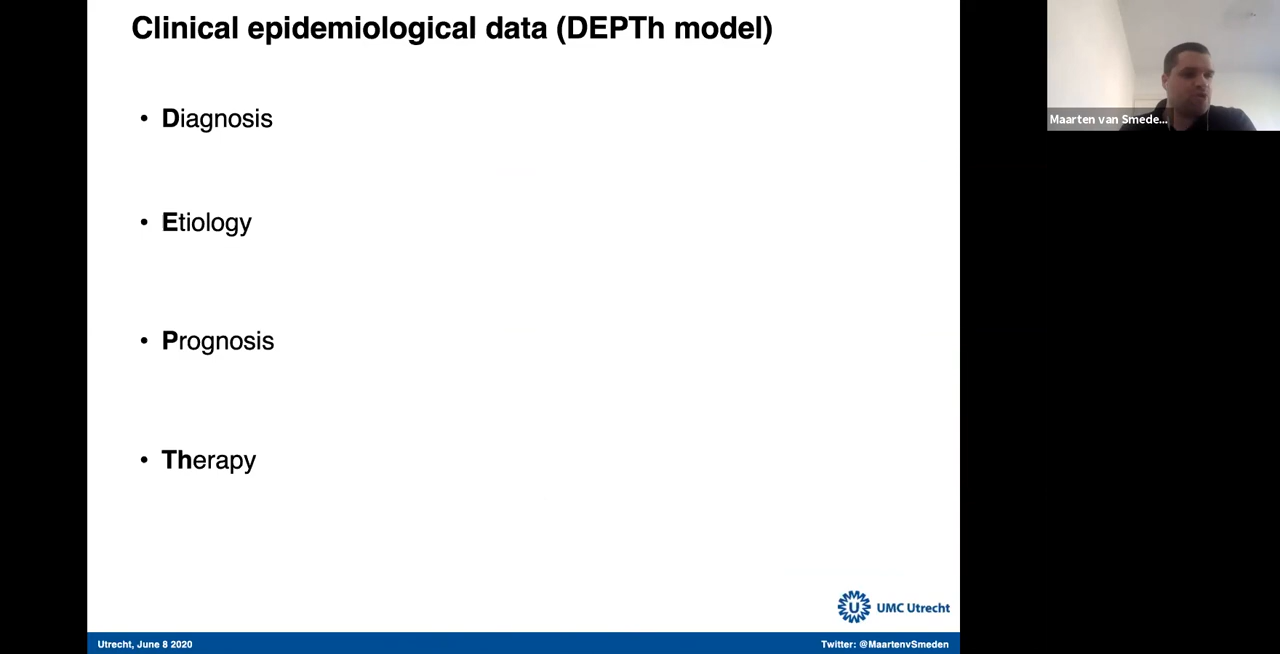 Clinical epidemiological data (DEPTh model)
• Diagnosis
• Etiology
• Prognosis
• Therapy
U UMC Utrecht
Utrecht, June 8 2020
Twitter: @MaartenvSmeden
Maarten van Smede...